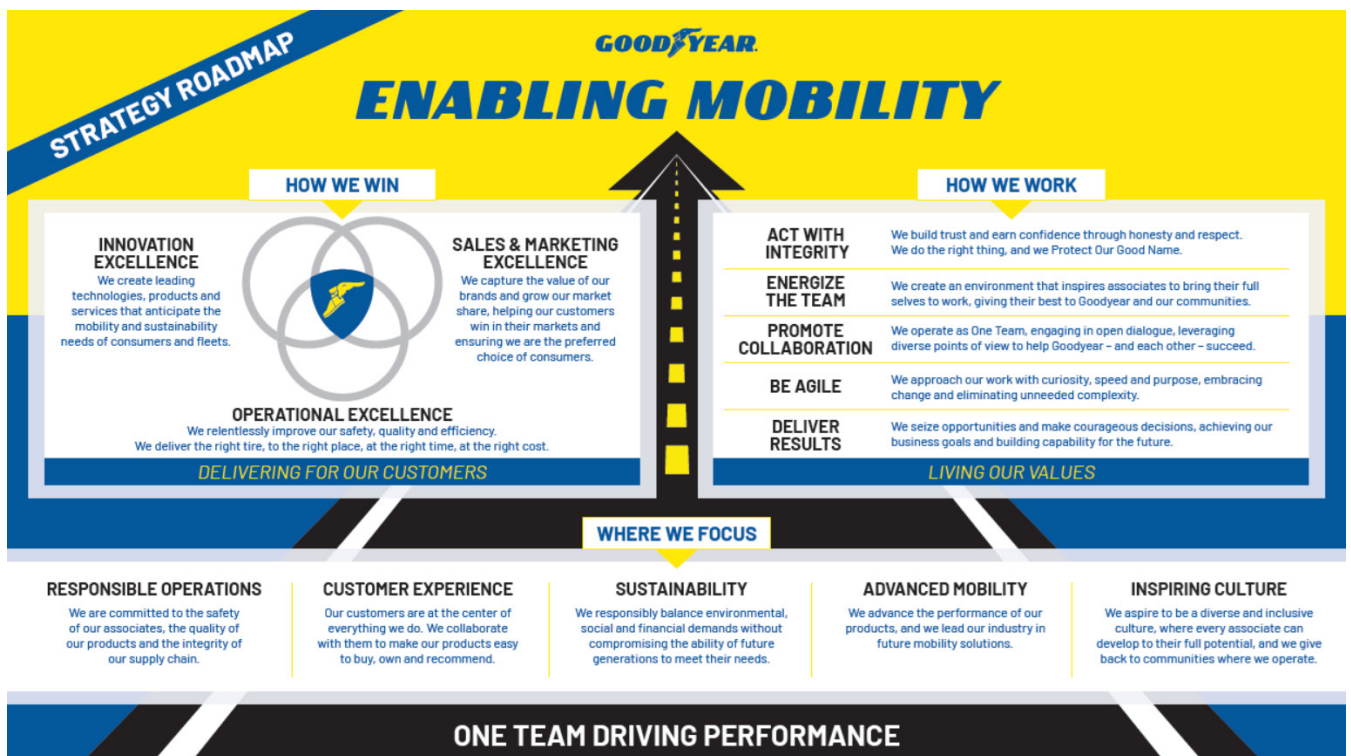 STRATEGY ROADMAP
GOODYEAR.
ENABLING MOBILITY
HOW WE WIN
INNOVATION
EXCELLENCE
We create leading
technologies, products and
services that anticipate the
mobility and sustainability
needs of consumers and fleets.
SALES & MARKETING
EXCELLENCE
We capture the value of our
brands and grow our market
share, helping our customers
win in their markets and
ensuring we are the preferred
choice of consumers.
OPERATIONAL EXCELLENCE
We relentlessly improve our safety, quality and efficiency.
We deliver the right tire, to the right place, at the right time, at the right cost.
DELIVERING FOR OUR CUSTOMERS
HOW WE WORK
ACT WITH
INTEGRITY
We build trust and earn confidence through honesty and respect.
We do the right thing, and we Protect Our Good Name.
ENERGIZE
THE TEAM
We create an environment that inspires associates to bring their full
selves to work, giving their best to Goodyear and our communities.
PROMOTE
COLLABORATION
We operate as One Team, engaging in open dialogue, leveraging
diverse points of view to help Goodyear – and each other – succeed.
BE AGILE
We approach our work with curiosity, speed and purpose, embracing
change and eliminating unneeded complexity.
DELIVER
RESULTS
We seize opportunities and make courageous decisions, achieving our
business goals and building capability for the future.
LIVING OUR VALUES
WHERE WE FOCUS
RESPONSIBLE OPERATIONS
We are committed to the safety
of our associates, the quality of
our products and the integrity of
our supply chain.
CUSTOMER EXPERIENCE
Our customers are at the center of
everything we do. We collaborate
with them to make our products easy
to buy, own and recommend.
SUSTAINABILITY
We responsibly balance environmental,
social and financial demands without
compromising the ability of future
generations to meet their needs.
ADVANCED MOBILITY
We advance the performance of our
products, and we lead our industry in
future mobility solutions.
INSPIRING CULTURE
We aspire to be a diverse and inclusive
culture, where every associate can
develop to their full potential, and we give
back to communities where we operate.
ONE TEAM DRIVING PERFORMANCE